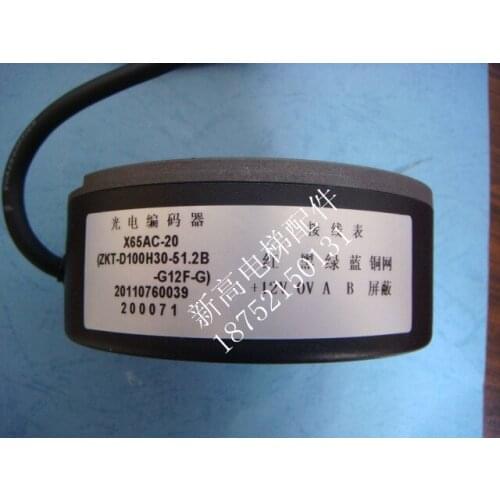 光电编码器
X65AC-20
(ZKT-D100H30-51.2B
-G12F-G)
20110760039
200071
接线表
红 黑 绿 蓝 铜网
+12V 0V A B 屏蔽
新高电梯配件
18752150131